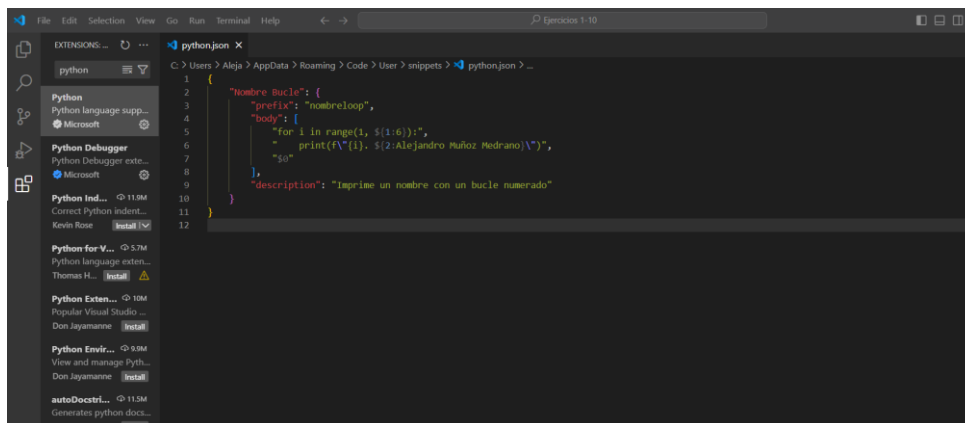 File Edit Selection View Go Run Terminal Help
Ejercicios 1-10
EXTENSIONS: ...
python
Python
Python language supp...
Microsoft
Python Debugger
Python Debugger exte...
Microsoft
Python Ind... 11.9M
Correct Python indent...
Kevin Rose Install
Python for V... 5.7M
Python language exten...
Thomas H... Install
Python Exten... 10M
Popular Visual Studio ...
Don Jayamanne Install
Python Envir... 9.9M
View and manage Pyth...
Don Jayamanne Install
autoDocstri... 11.5M
Generates python docs...
python.json
C: > Users > Aleja > AppData > Roaming > Code > User > snippets > python.json > ...
1 {
2 "Nombre Bucle": {
3 "prefix": "nombreloop",
4 "body": [
5 "for i in range(1, ${1:6}):",
6 "    print(f\"{i}. ${2:Alejandro Muñoz Medrano}\")",
7 "$0"
8 ],
9 "description": "Imprime un nombre con un bucle numerado"
10 }
11 }
12